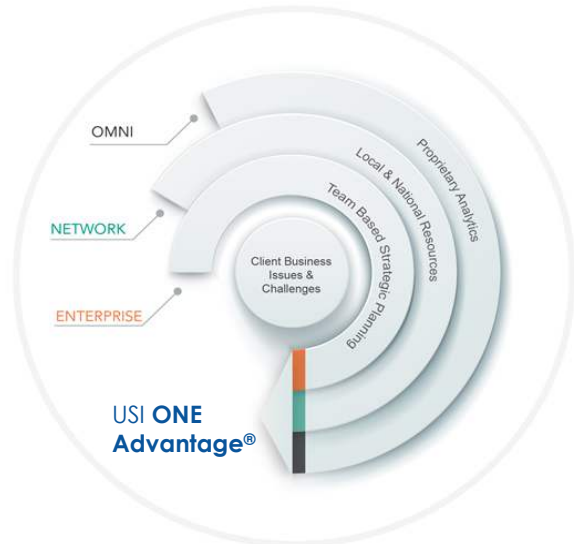 OMNI
NETWORK
ENTERPRISE
Proprietary Analytics
Local & National Resources
Team Based Strategic Planning
Client Business
Issues &
Challenges
USI ONE
Advantage®